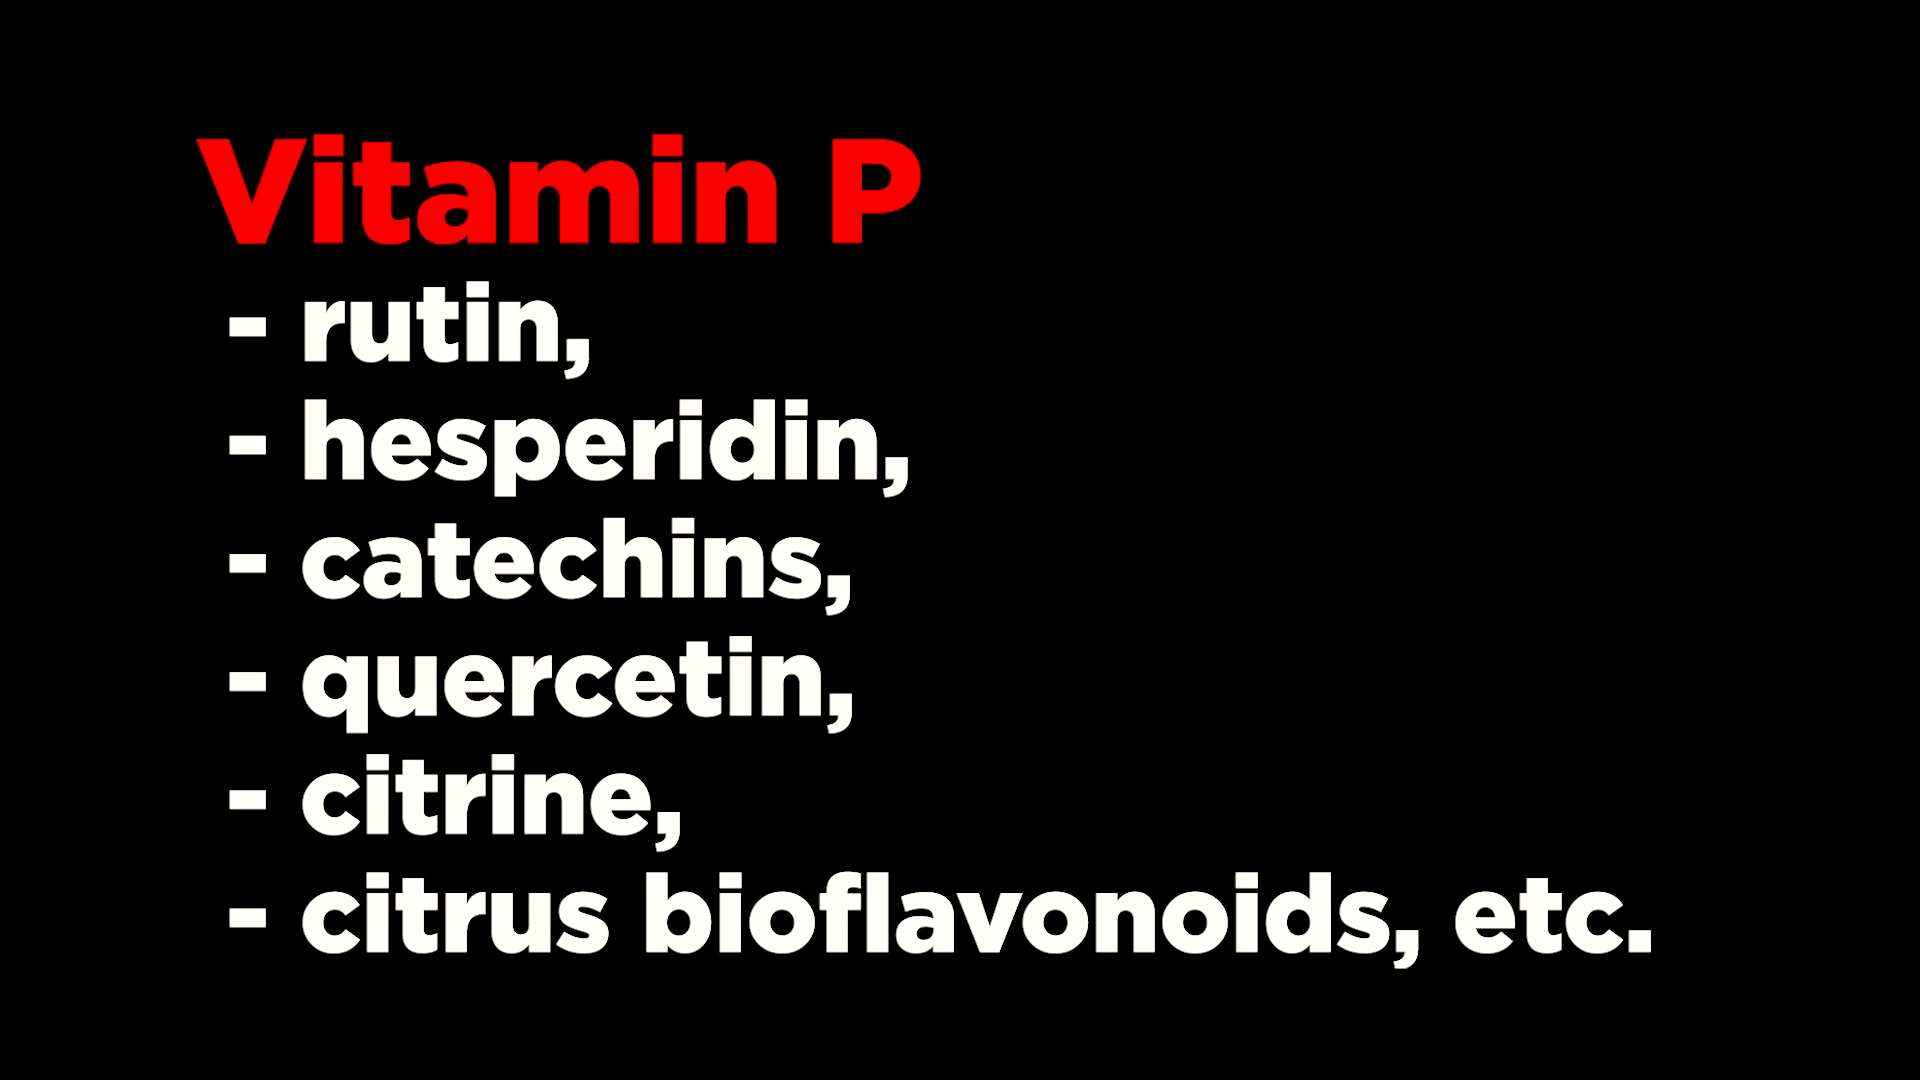 Vitamin P
- rutin,
- hesperidin,
- catechins,
- quercetin,
- citrine,
- citrus bioflavonoids, etc.